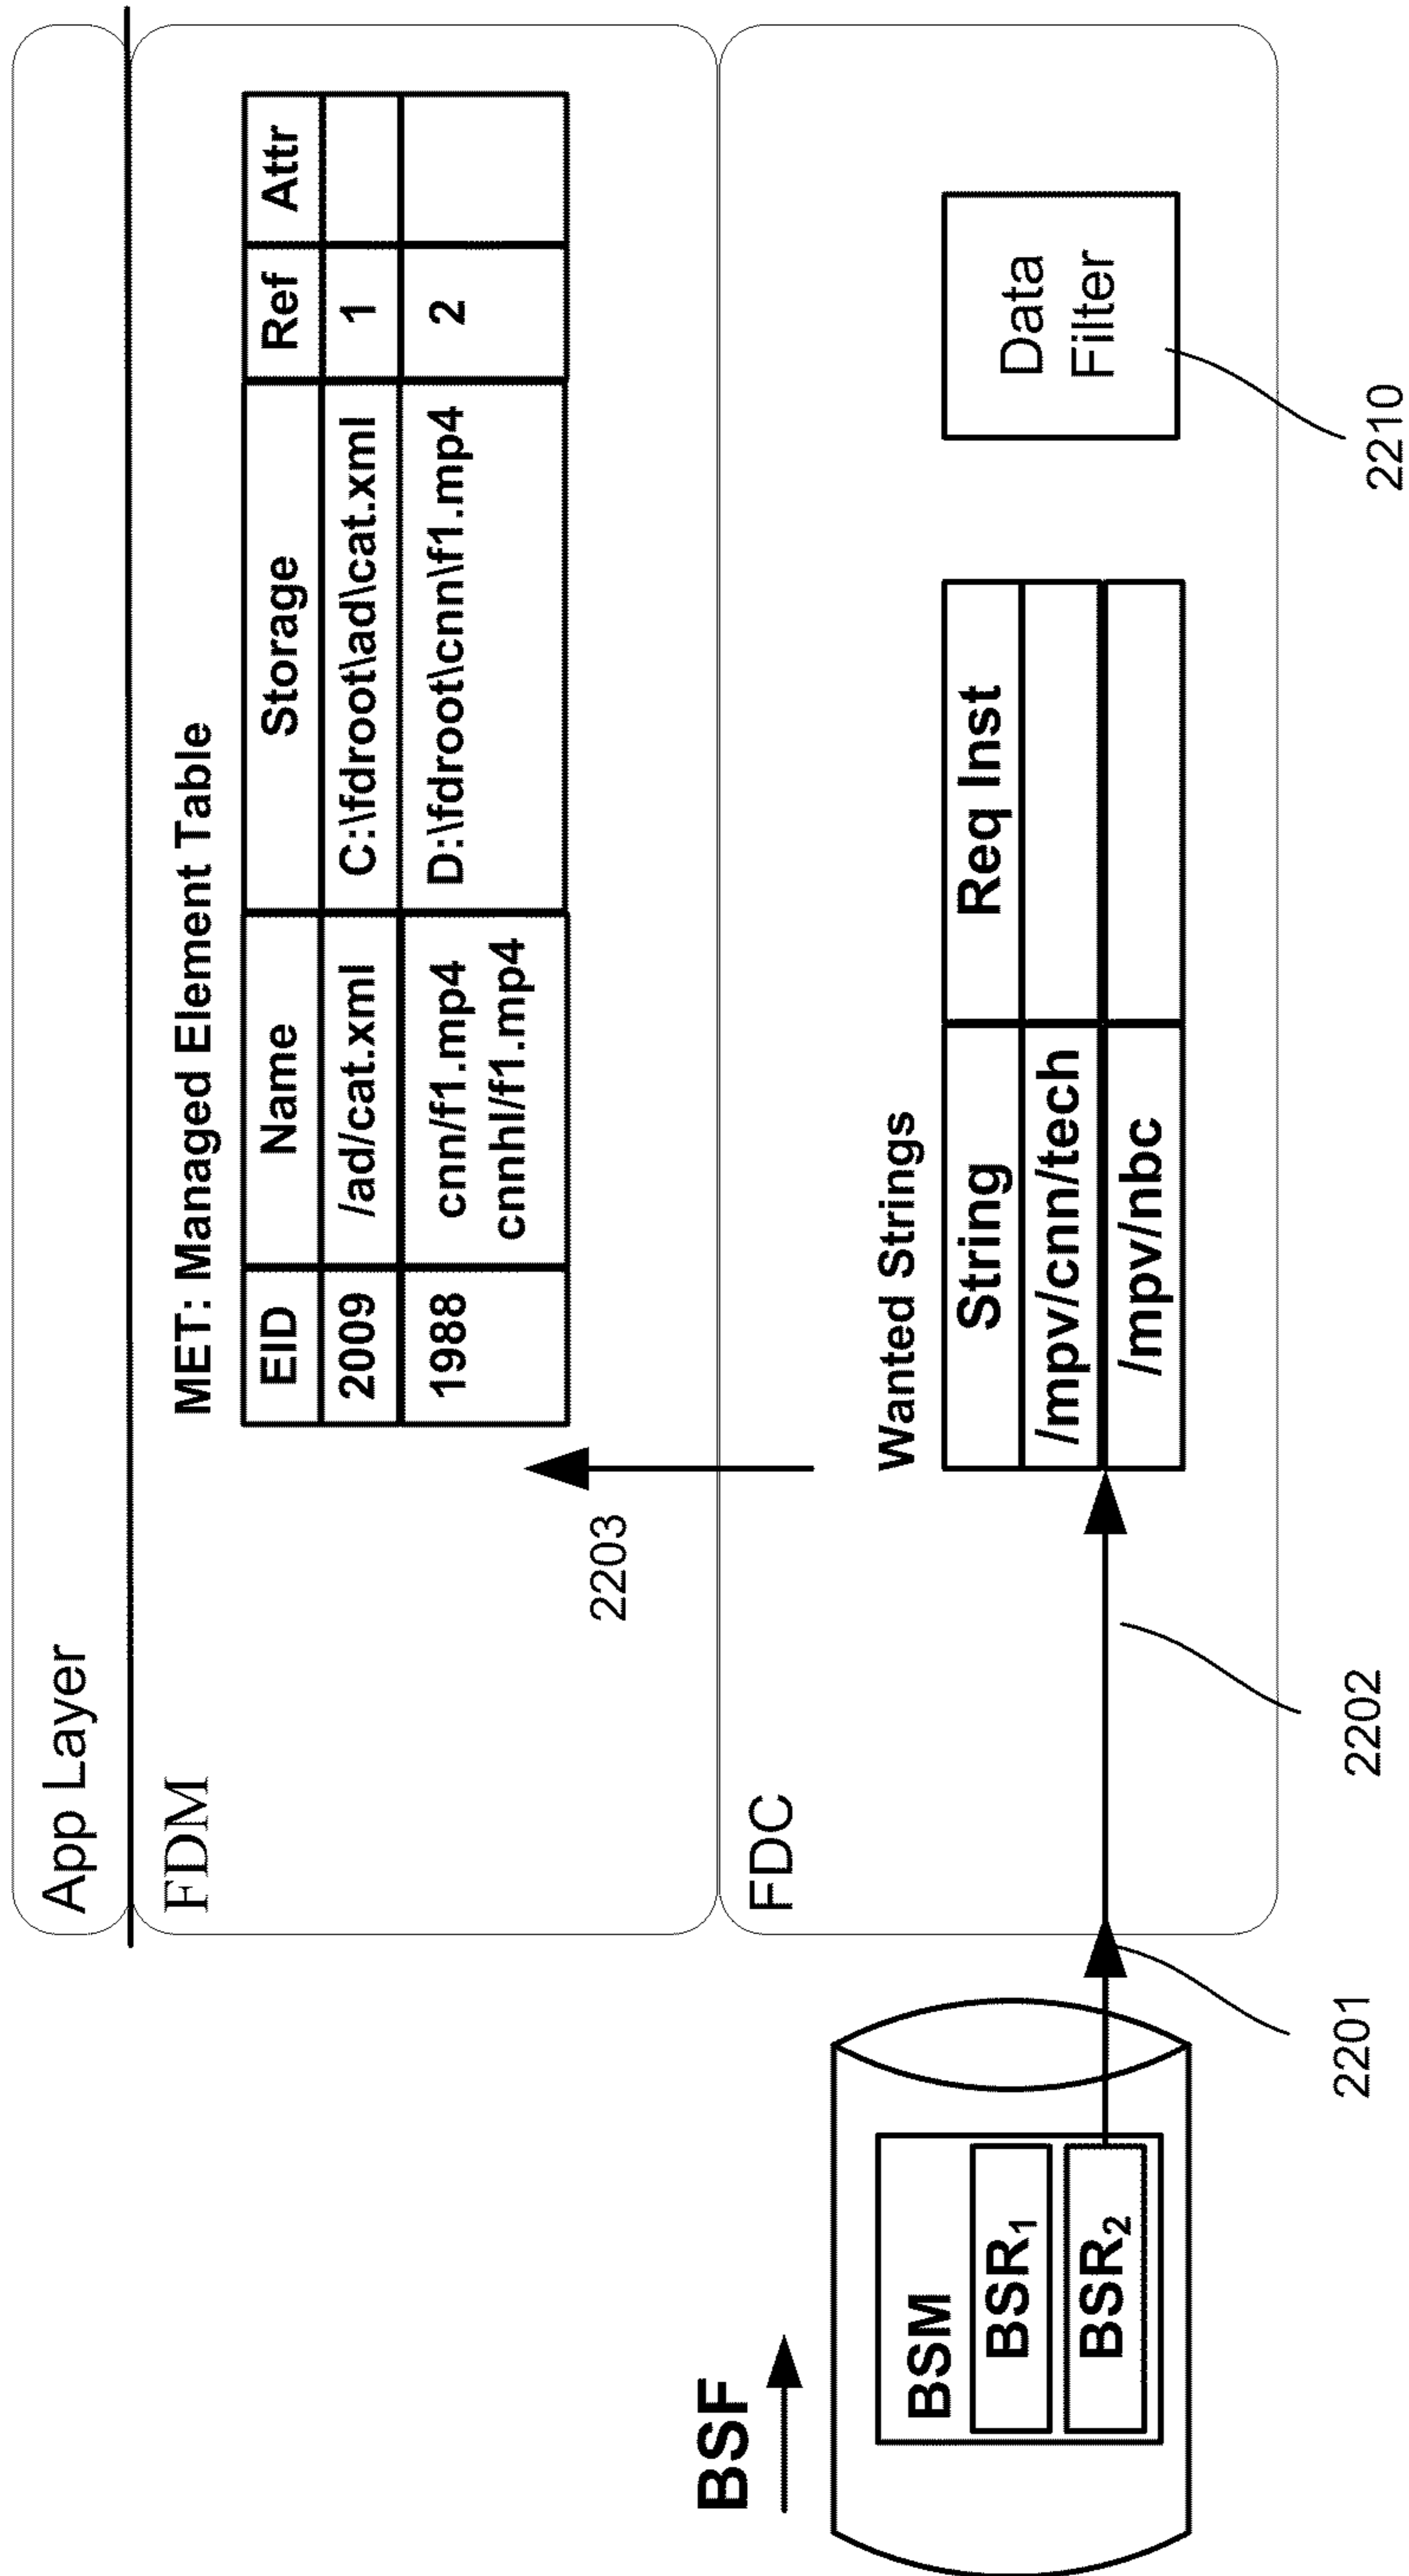 App Layer
FDM
MET: Managed Element Table
EID Name Storage Ref Attr
2009 /ad/cat.xml C:\fdroot\ad\cat.xml 1
1988 cnn/f1.mp4 D:\fdroot\cnn\f1.mp4 2
cnnhl/f1.mp4
2203
FDC
Wanted Strings
String Req Inst
/mpv/cnn/tech
/mpv/nbc
Data
Filter
BSF
BSM
BSR1
BSR2
2201
2202
2210